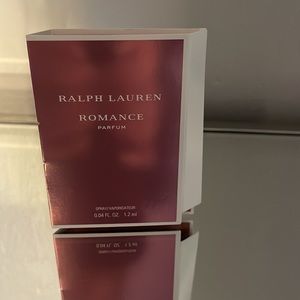 RALPH LAUREN
ROMANCE
PARFUM
SPRAY/VAPORISATEUR
0.04 FL. OZ. 1.2 ml